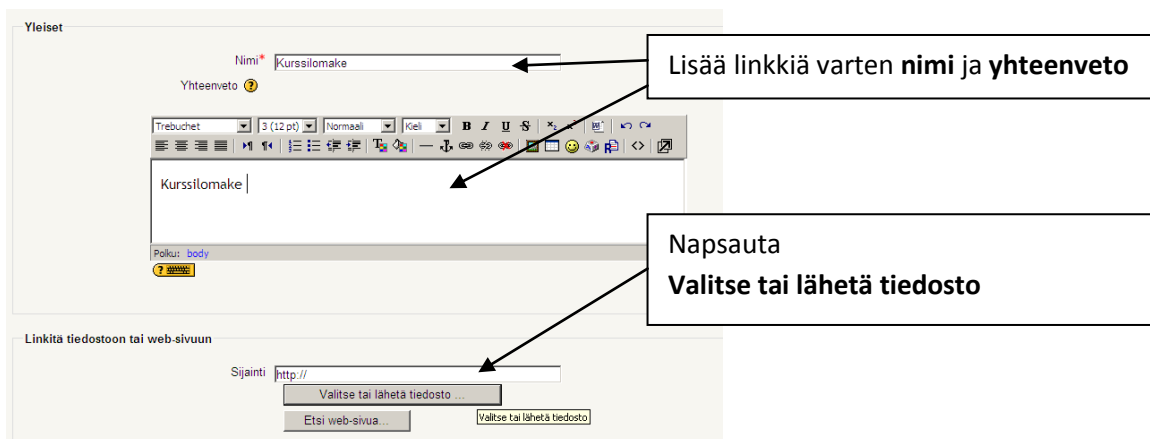 Yleiset
Nimi* Kurssilomake
Lisää linkkiä varten nimi ja yhteenveto
Yhteenveto ?
Trebuchet 3 (12 pt) Normaali Kieli B I U S
Kurssilomake
Polku: body
?
Napsauta
Valitse tai lähetä tiedosto
Linkitä tiedostoon tai web-sivuun
Sijainti http://
Valitse tai lähetä tiedosto ...
Etsi web-sivua...
Valitse tai lähetä tiedosto